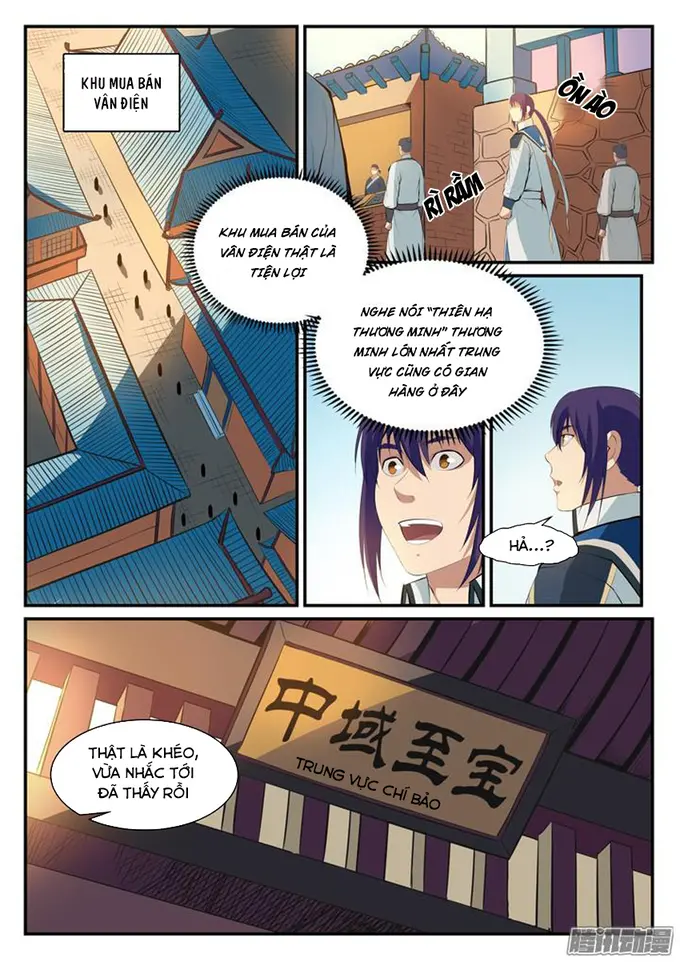 KHU MUA BÁN
VÂN ĐIỆN
ỒN ÀO
RÌ RẦM
KHU MUA BÁN CỦA
VÂN ĐIỆN THẬT LÀ
TIỆN LỢI
NGHE NÓI “THIÊN HẠ
THƯƠNG MINH" THƯƠNG
MINH LỚN NHẤT TRUNG
VỰC CŨNG CÓ GIAN
HÀNG Ở ĐÂY
HẢ...?
中域至宝
TRUNG VỰC CHÍ BẢO
THẬT LÀ KHÉO,
VỪA NHẮC TỚI
ĐÃ THẤY RỒI
腾讯动漫